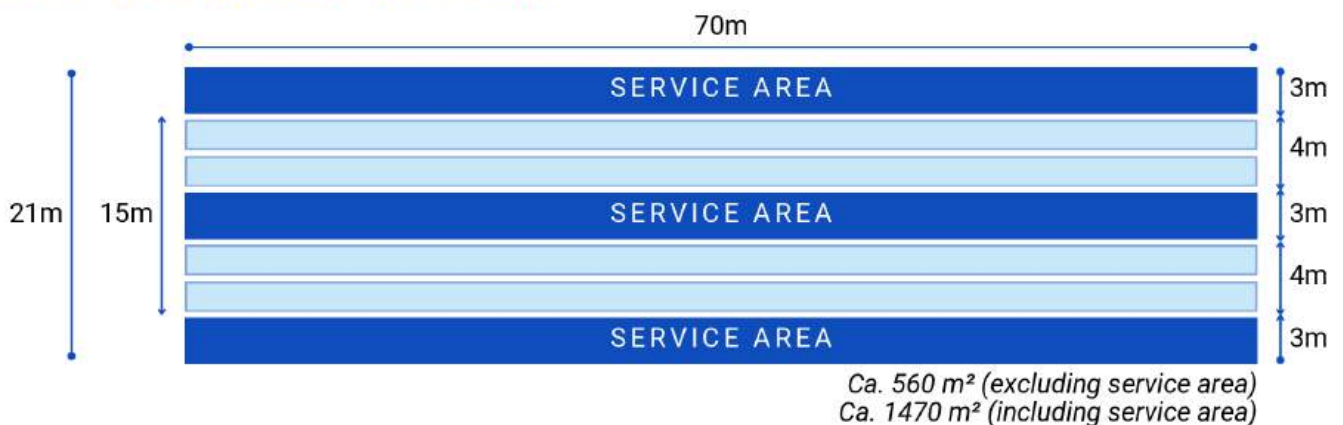 70m
SERVICE AREA
3m
4m
21m
15m
SERVICE AREA
3m
4m
SERVICE AREA
3m
Ca. 560 m² (excluding service area)
Ca. 1470 m² (including service area)